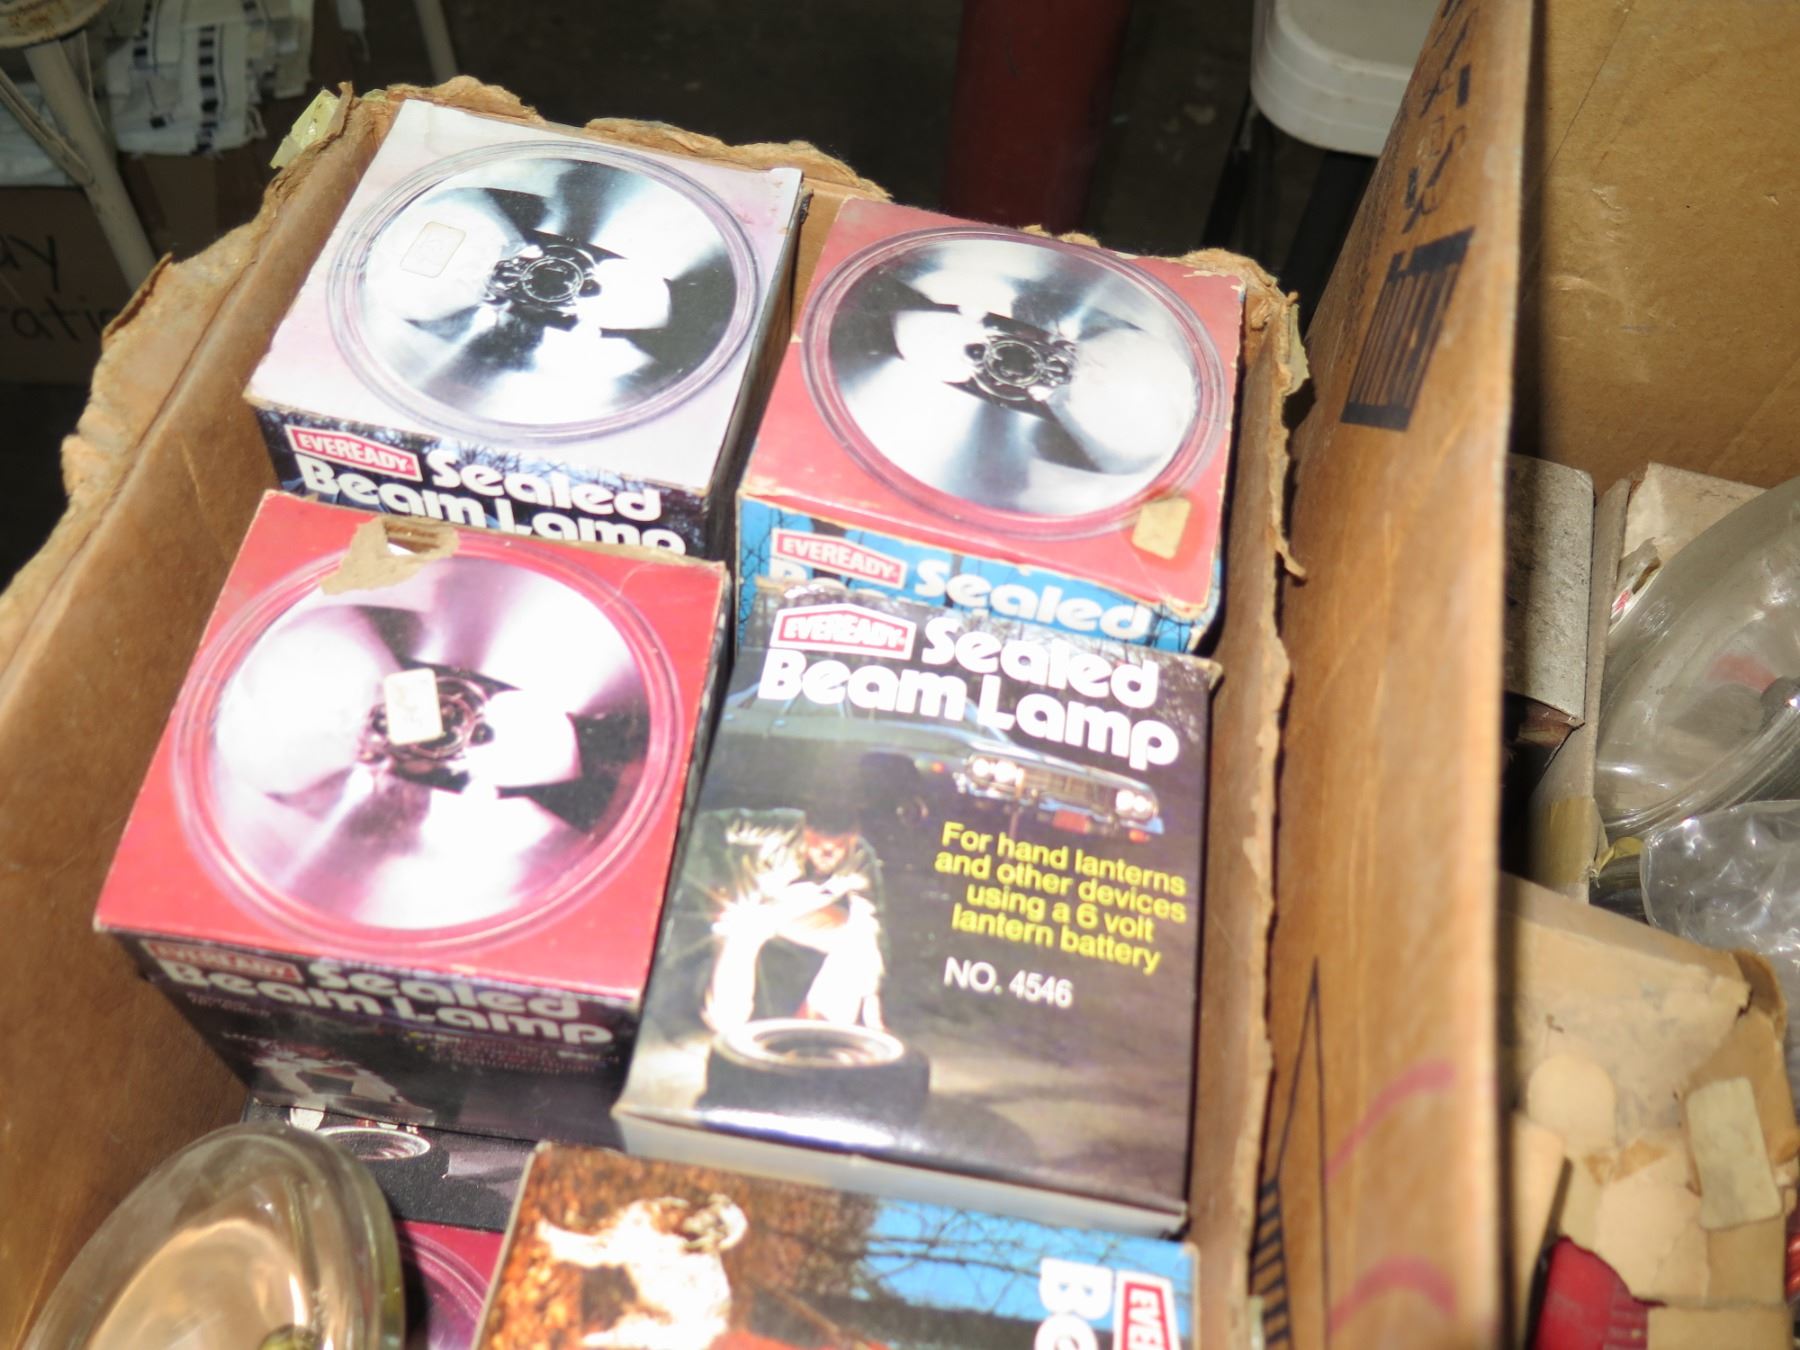 EVEREADY Sealed
Beam Lamp
EVEREADY Sealed
EVEREADY Sealed
Beam Lamp
For hand lanterns
and other devices
using a 6 volt
lantern battery
NO. 4546
EVEREADY Sealed
Beam Lamp